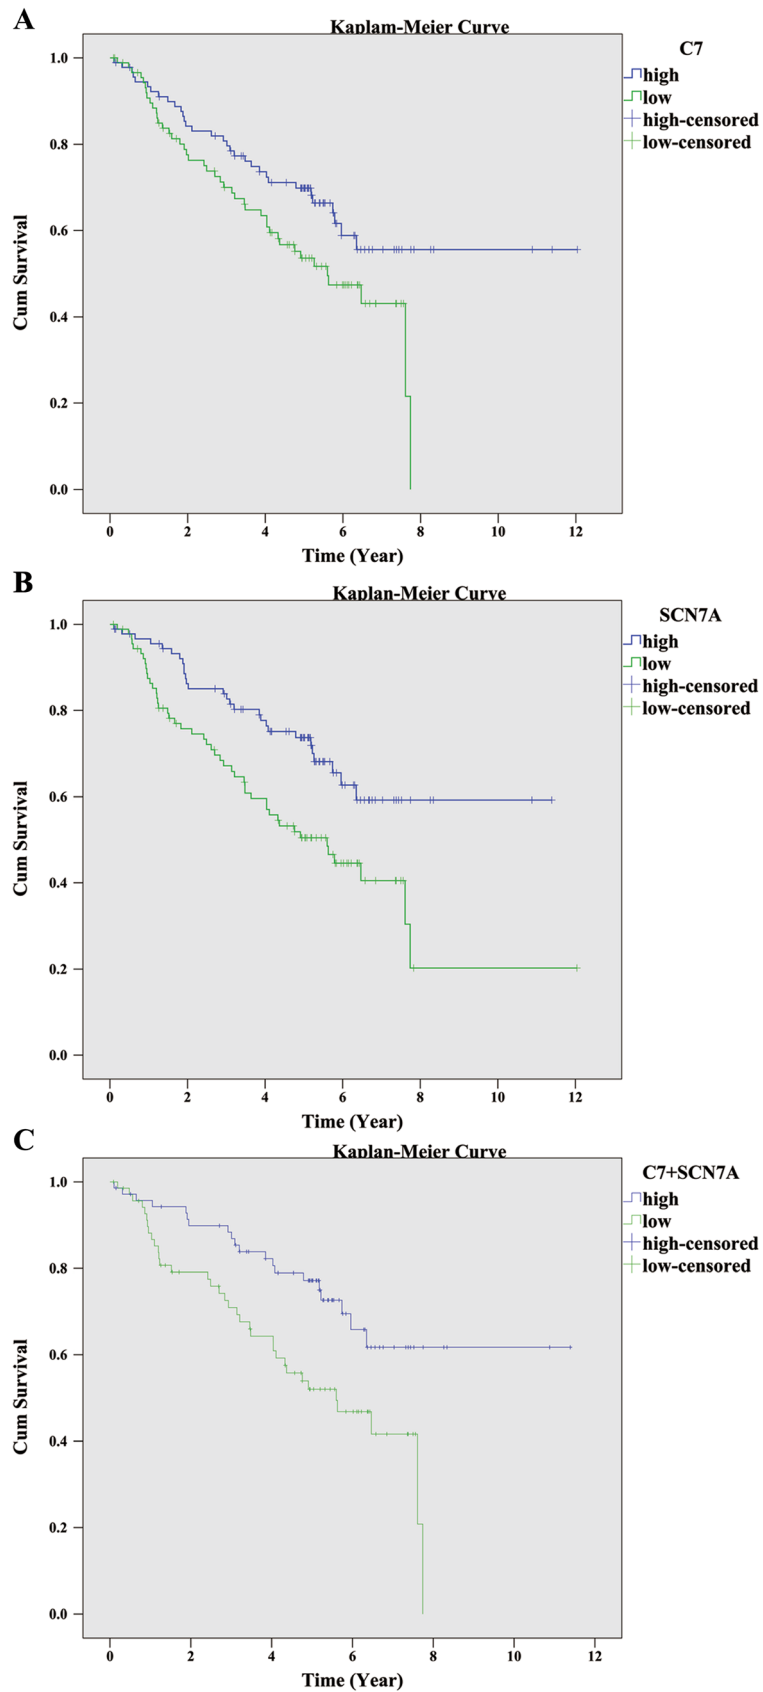 A
Kaplam-Meier Curve
C7
high
low
high-censored
low-censored
1.0
0.8
0.6
0.4
0.2
0.0
Cum Survival
0 2 4 6 8 10 12
Time (Year)
B
Kaplan-Meier Curve
SCN7A
high
low
high-censored
low-censored
1.0
0.8
0.6
0.4
0.2
0.0
Cum Survival
0 2 4 6 8 10 12
Time (Year)
C
Kaplan-Meier Curve
C7+SCN7A
high
low
high-censored
low-censored
1.0
0.8
0.6
0.4
0.2
0.0
Cum Survival
0 2 4 6 8 10 12
Time (Year)